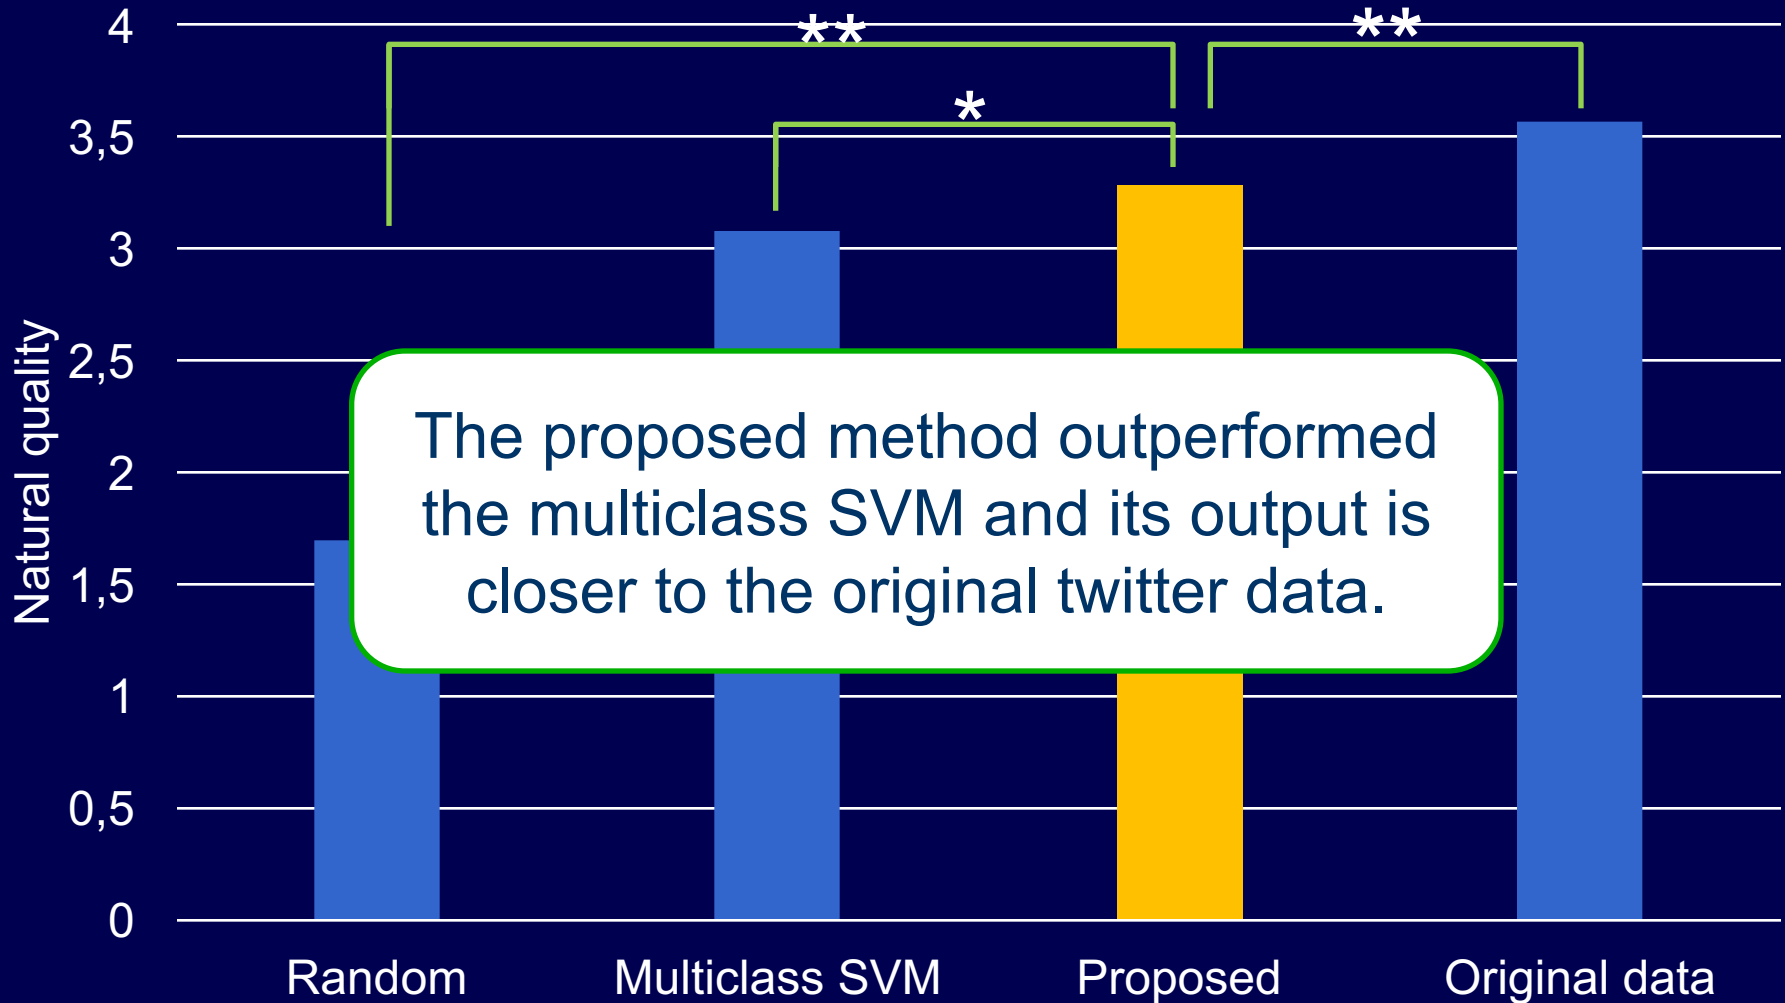 4
**
**
3,5
*
3
2,5
2
1,5
1
0,5
0
Natural quality
The proposed method outperformed
the multiclass SVM and its output is
closer to the original twitter data.
Random
Multiclass SVM
Proposed
Original data